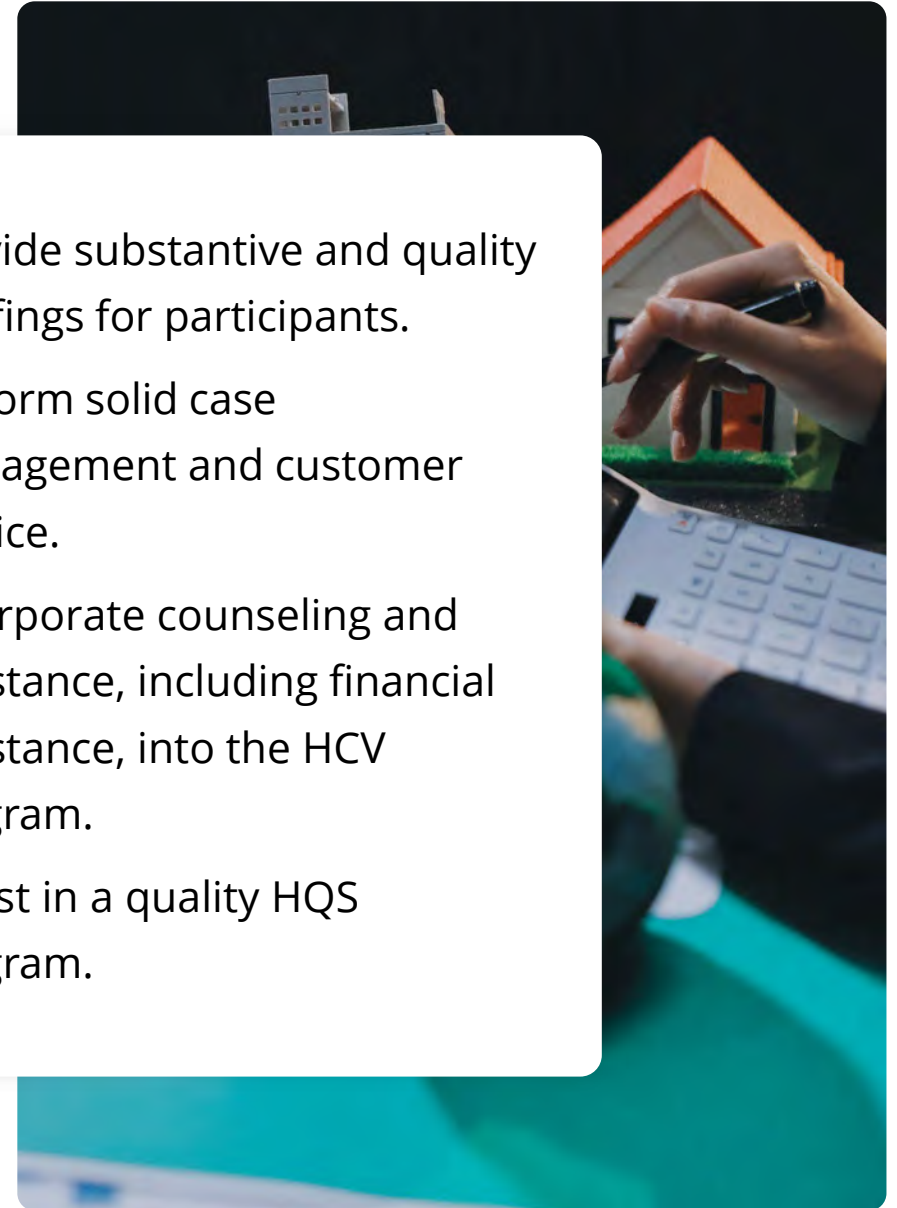 vide substantive and quality
fings for participants.
orm solid case
agement and customer
ice.
rporate counseling and
stance, including financial
stance, into the HCV
gram.
st in a quality HQS
gram.